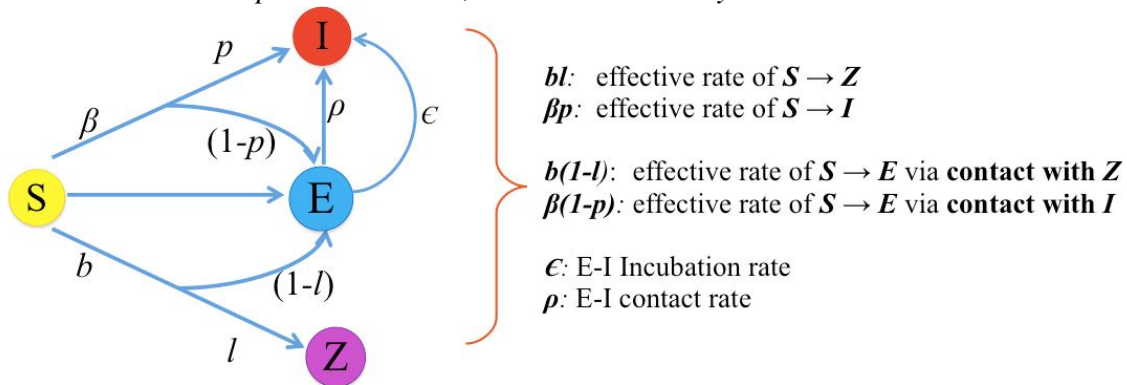 I
p
β
(1-p)
ρ
ϵ
S
E
b
(1-l)
l
Z
bl: effective rate of S → Z
βp: effective rate of S → I
b(1-l): effective rate of S → E via contact with Z
β(1-p): effective rate of S → E via contact with I
ϵ: E-I Incubation rate
ρ: E-I contact rate